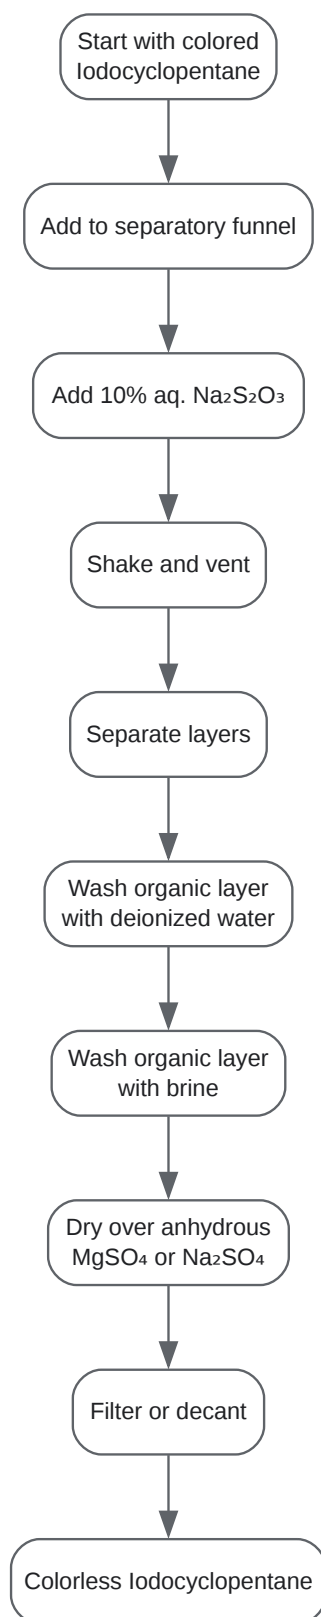 Start with colored
Iodocyclopentane
Add to separatory funnel
Add 10% aq. Na₂S₂O₃
Shake and vent
Separate layers
Wash organic layer
with deionized water
Wash organic layer
with brine
Dry over anhydrous
MgSO₄ or Na₂SO₄
Filter or decant
Colorless Iodocyclopentane